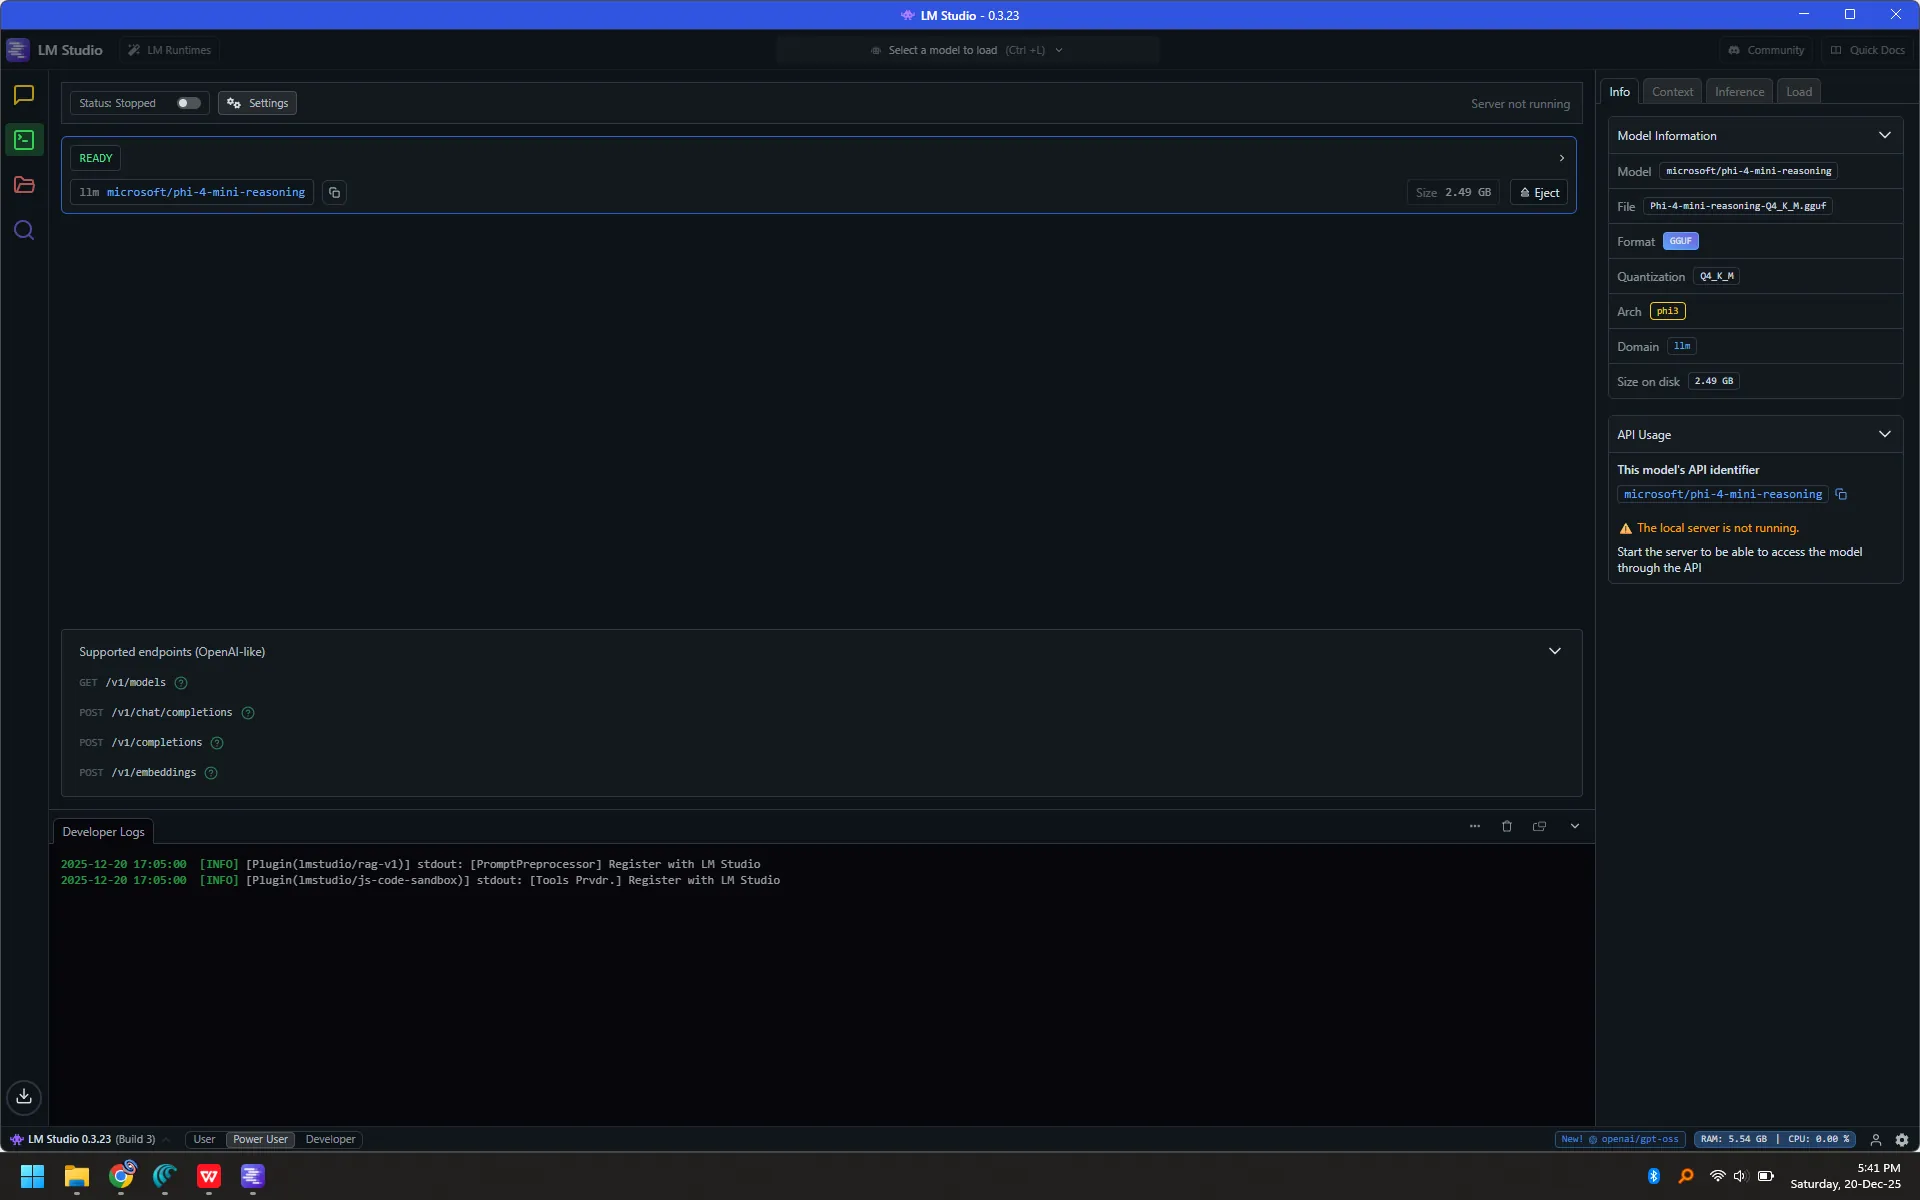 LM Studio - 0.3.23
LM Studio
LM Runtimes
Select a model to load (Ctrl +L)
Community
Quick Docs
Status: Stopped
Settings
Server not running
READY
llm microsoft/phi-4-mini-reasoning
Size 2.49 GB
Eject
Info
Context
Inference
Load
Model Information
Model microsoft/phi-4-mini-reasoning
File Phi-4-mini-reasoning-Q4_K_M.gguf
Format GGUF
Quantization Q4_K_M
Arch phi3
Domain llm
Size on disk 2.49 GB
API Usage
This model's API identifier
microsoft/phi-4-mini-reasoning
The local server is not running.
Start the server to be able to access the model
through the API
Supported endpoints (OpenAI-like)
GET /v1/models
POST /v1/chat/completions
POST /v1/completions
POST /v1/embeddings
Developer Logs
2025-12-20 17:05:00 [INFO] [Plugin(lmstudio/rag-v1)] stdout: [PromptPreprocessor] Register with LM Studio
2025-12-20 17:05:00 [INFO] [Plugin(lmstudio/js-code-sandbox)] stdout: [Tools Prvdr.] Register with LM Studio
LM Studio 0.3.23 (Build 3)
User
Power User
Developer
New! openai/gpt-oss
RAM: 5.54 GB | CPU: 0.00 %
5:41 PM
Saturday, 20-Dec-25